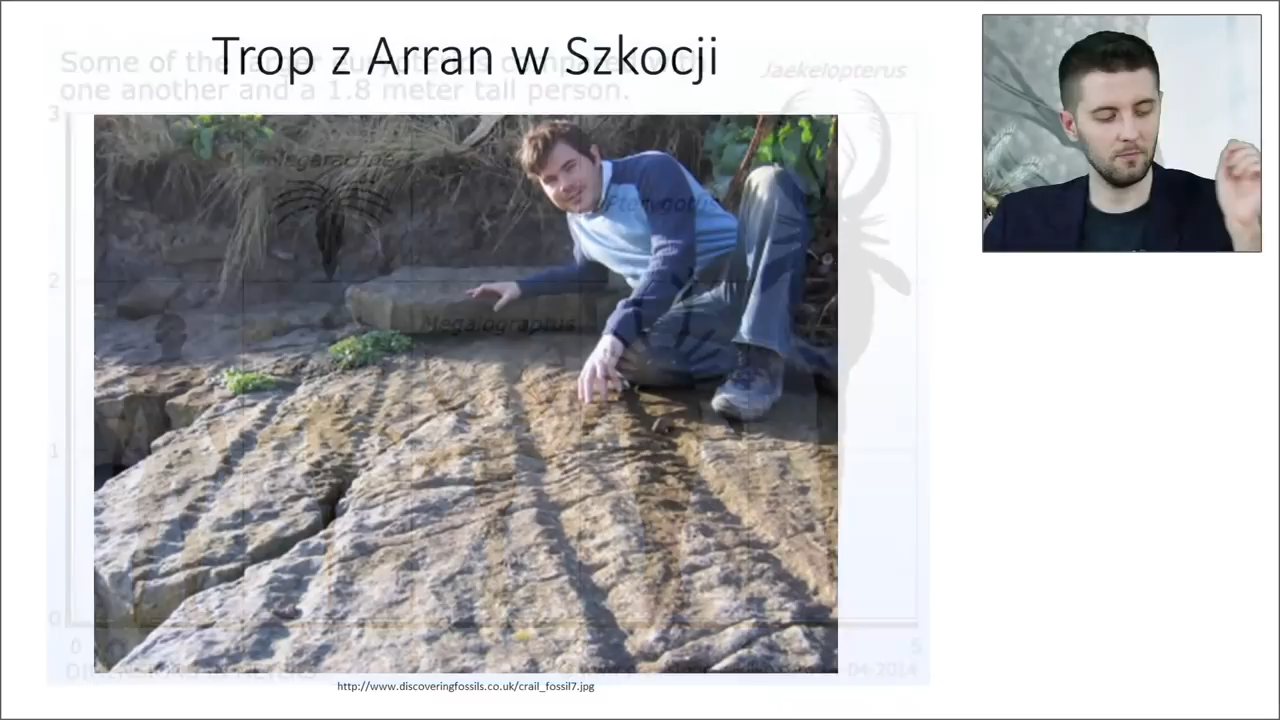 Trop z Arran w Szkocji
Some of the
one another and a 1.8 meter tall person.
Jaekelopterus
3
Megarachne
Pterygotus
2
Megalograptus
1
0
0
5
04-2014
http://www.discoveringfossils.co.uk/crail_fossil7.jpg